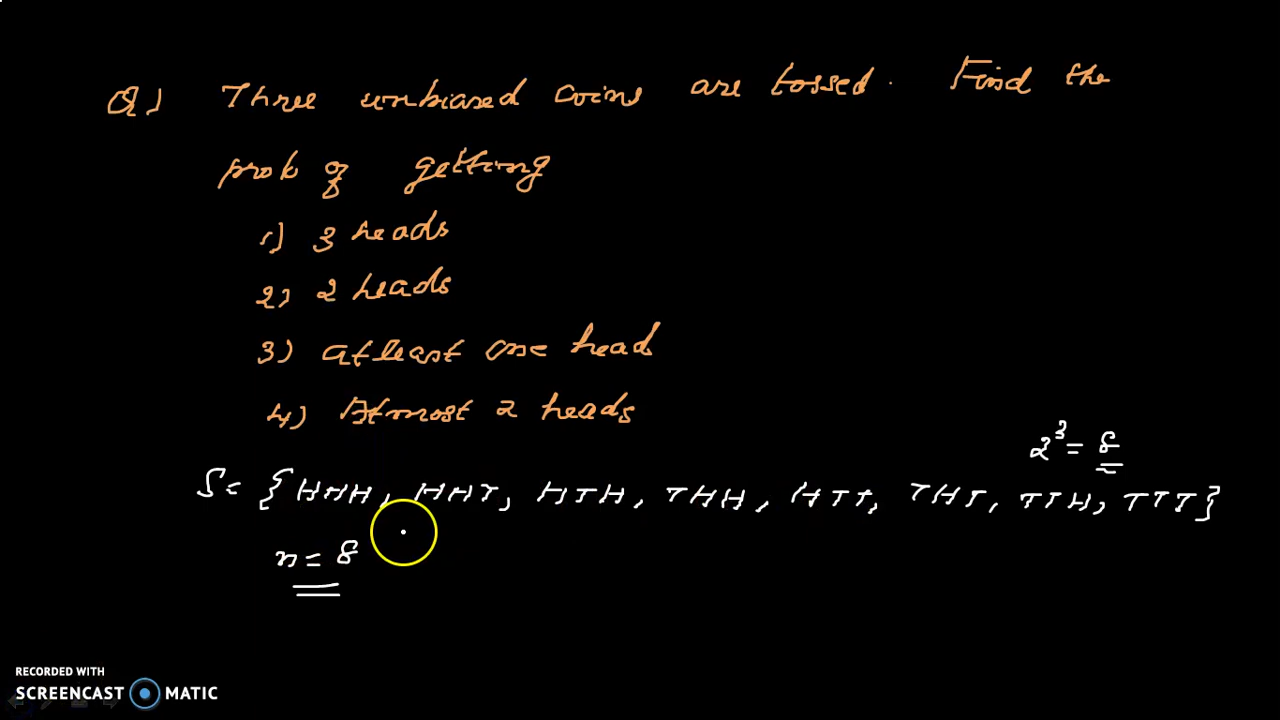 Q1 Three unbiased coins are tossed. Find the
prob of getting
1) 3 heads
2) 2 heads
3) atleast one head
4) Atmost 2 heads
2³ = 8
S= {HHH, HHT, HTH, THH, HTT, THT, TTH, TTT}
n = 8
RECORDED WITH
SCREENCAST MATIC